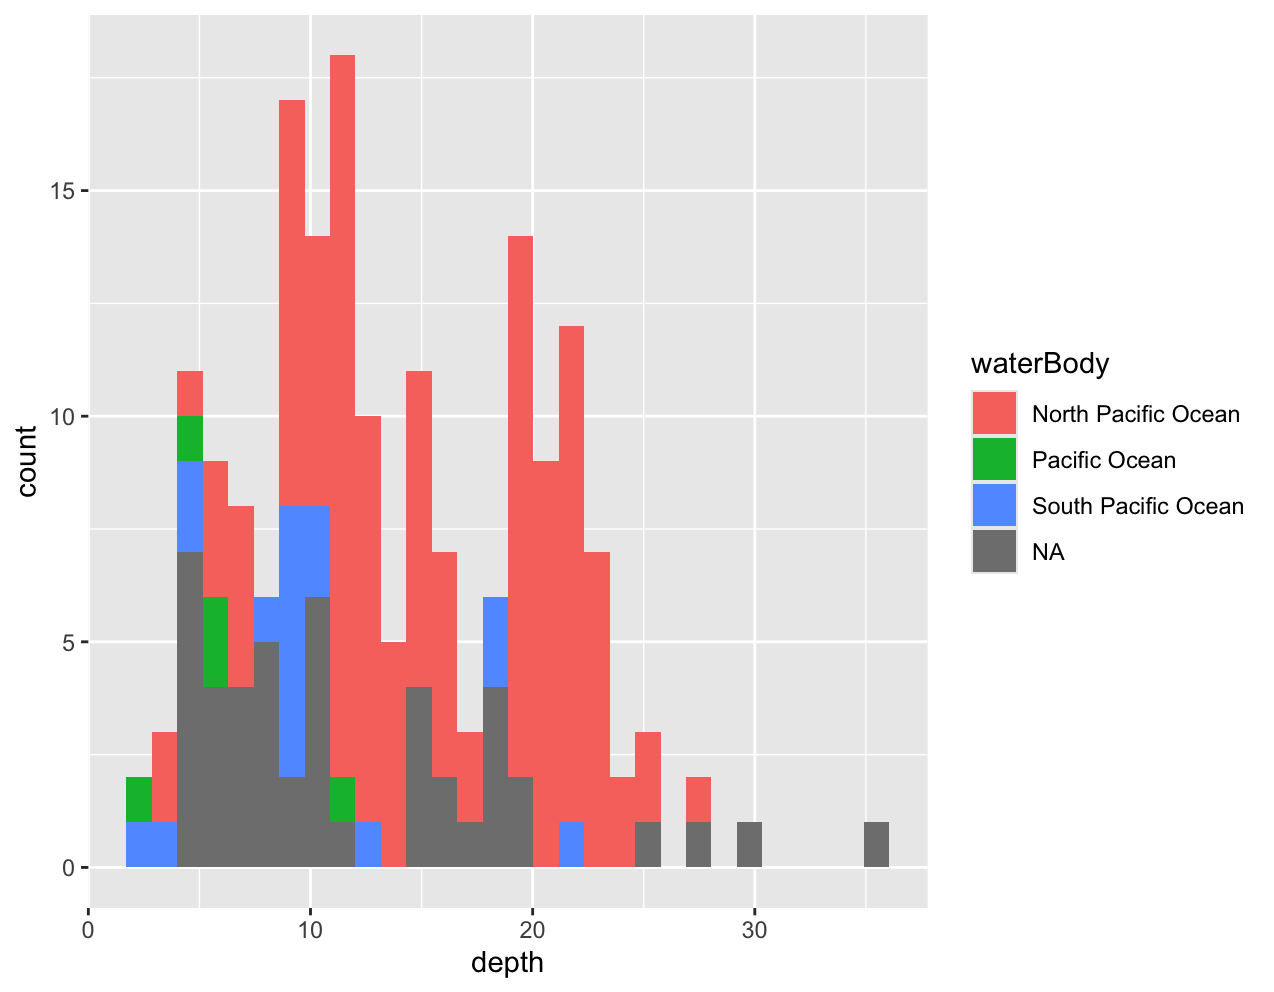 15
10
5
0
count
0
10
20
30
depth
waterBody
North Pacific Ocean
Pacific Ocean
South Pacific Ocean
NA